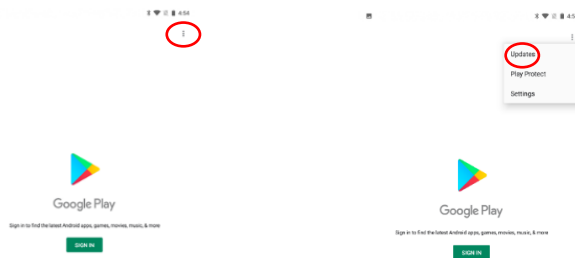 4:54
Google Play
Sign in to find the latest Android apps, games, movies, music, & more
SIGN IN
4:5
Updates
Play Protect
Settings
Google Play
Sign in to find the latest Android apps, games, movies, music, & more
SIGN IN